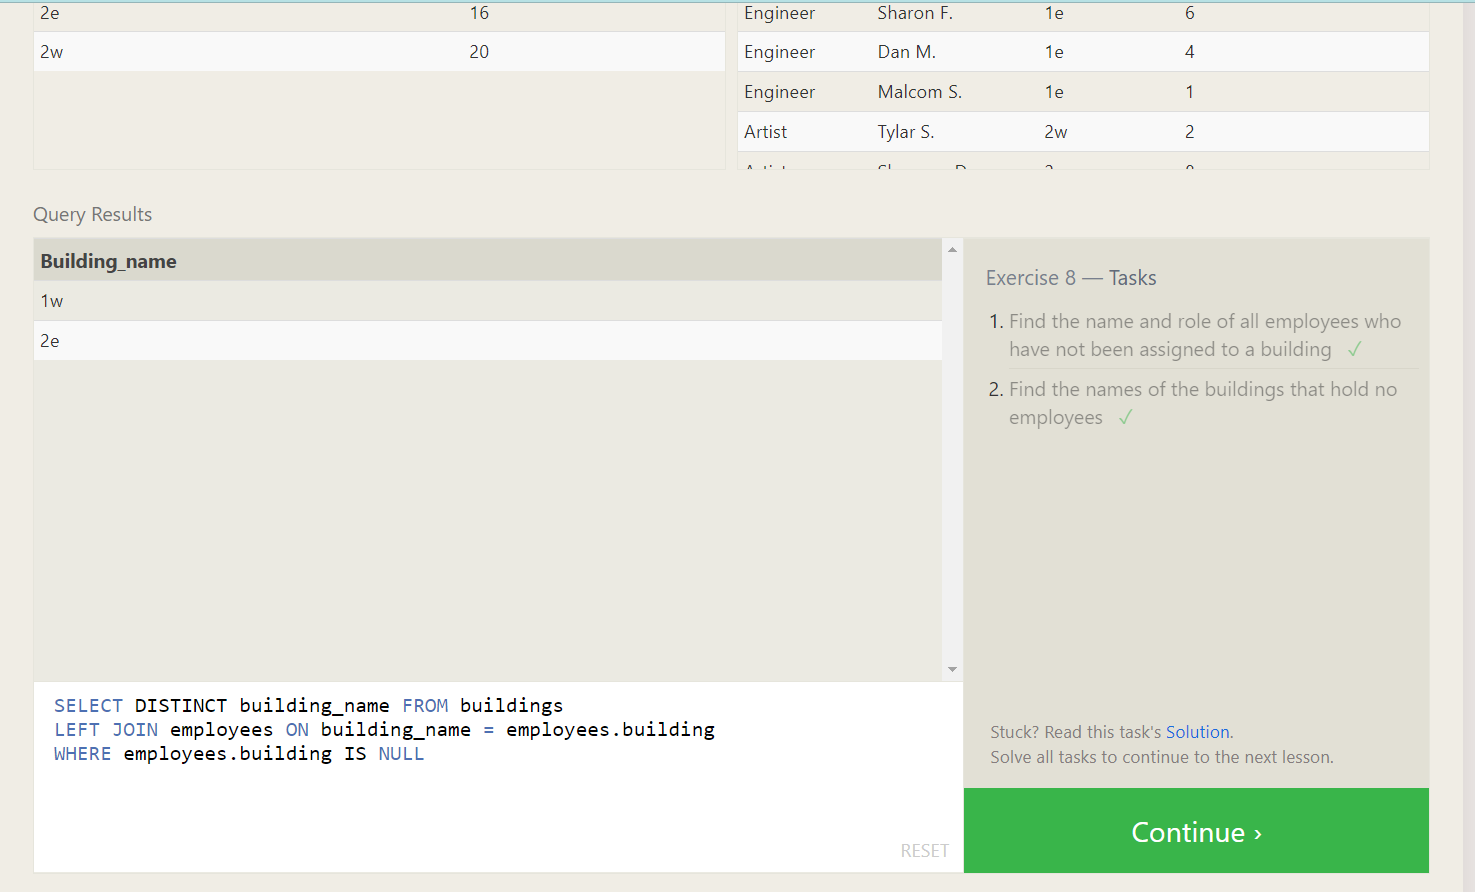 2e 16
2w 20
Engineer Sharon F. 1e 6
Engineer Dan M. 1e 4
Engineer Malcom S. 1e 1
Artist Tylar S. 2w 2
Query Results
Building_name
1w
2e
Exercise 8 — Tasks
1. Find the name and role of all employees who
have not been assigned to a building ✓
2. Find the names of the buildings that hold no
employees ✓
SELECT DISTINCT building_name FROM buildings
LEFT JOIN employees ON building_name = employees.building
WHERE employees.building IS NULL
RESET
Stuck? Read this task's Solution.
Solve all tasks to continue to the next lesson.
Continue ›